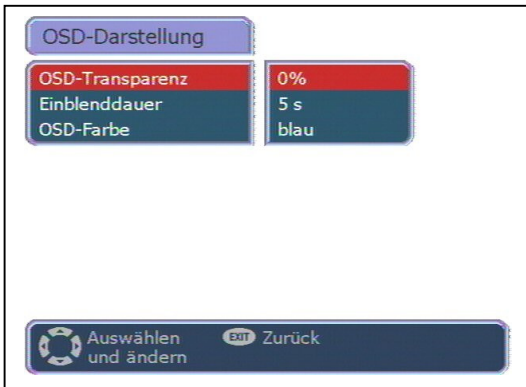 OSD-Darstellung
OSD-Transparenz 0%
Einblenddauer 5 s
OSD-Farbe blau
Auswählen EXIT Zurück
und ändern